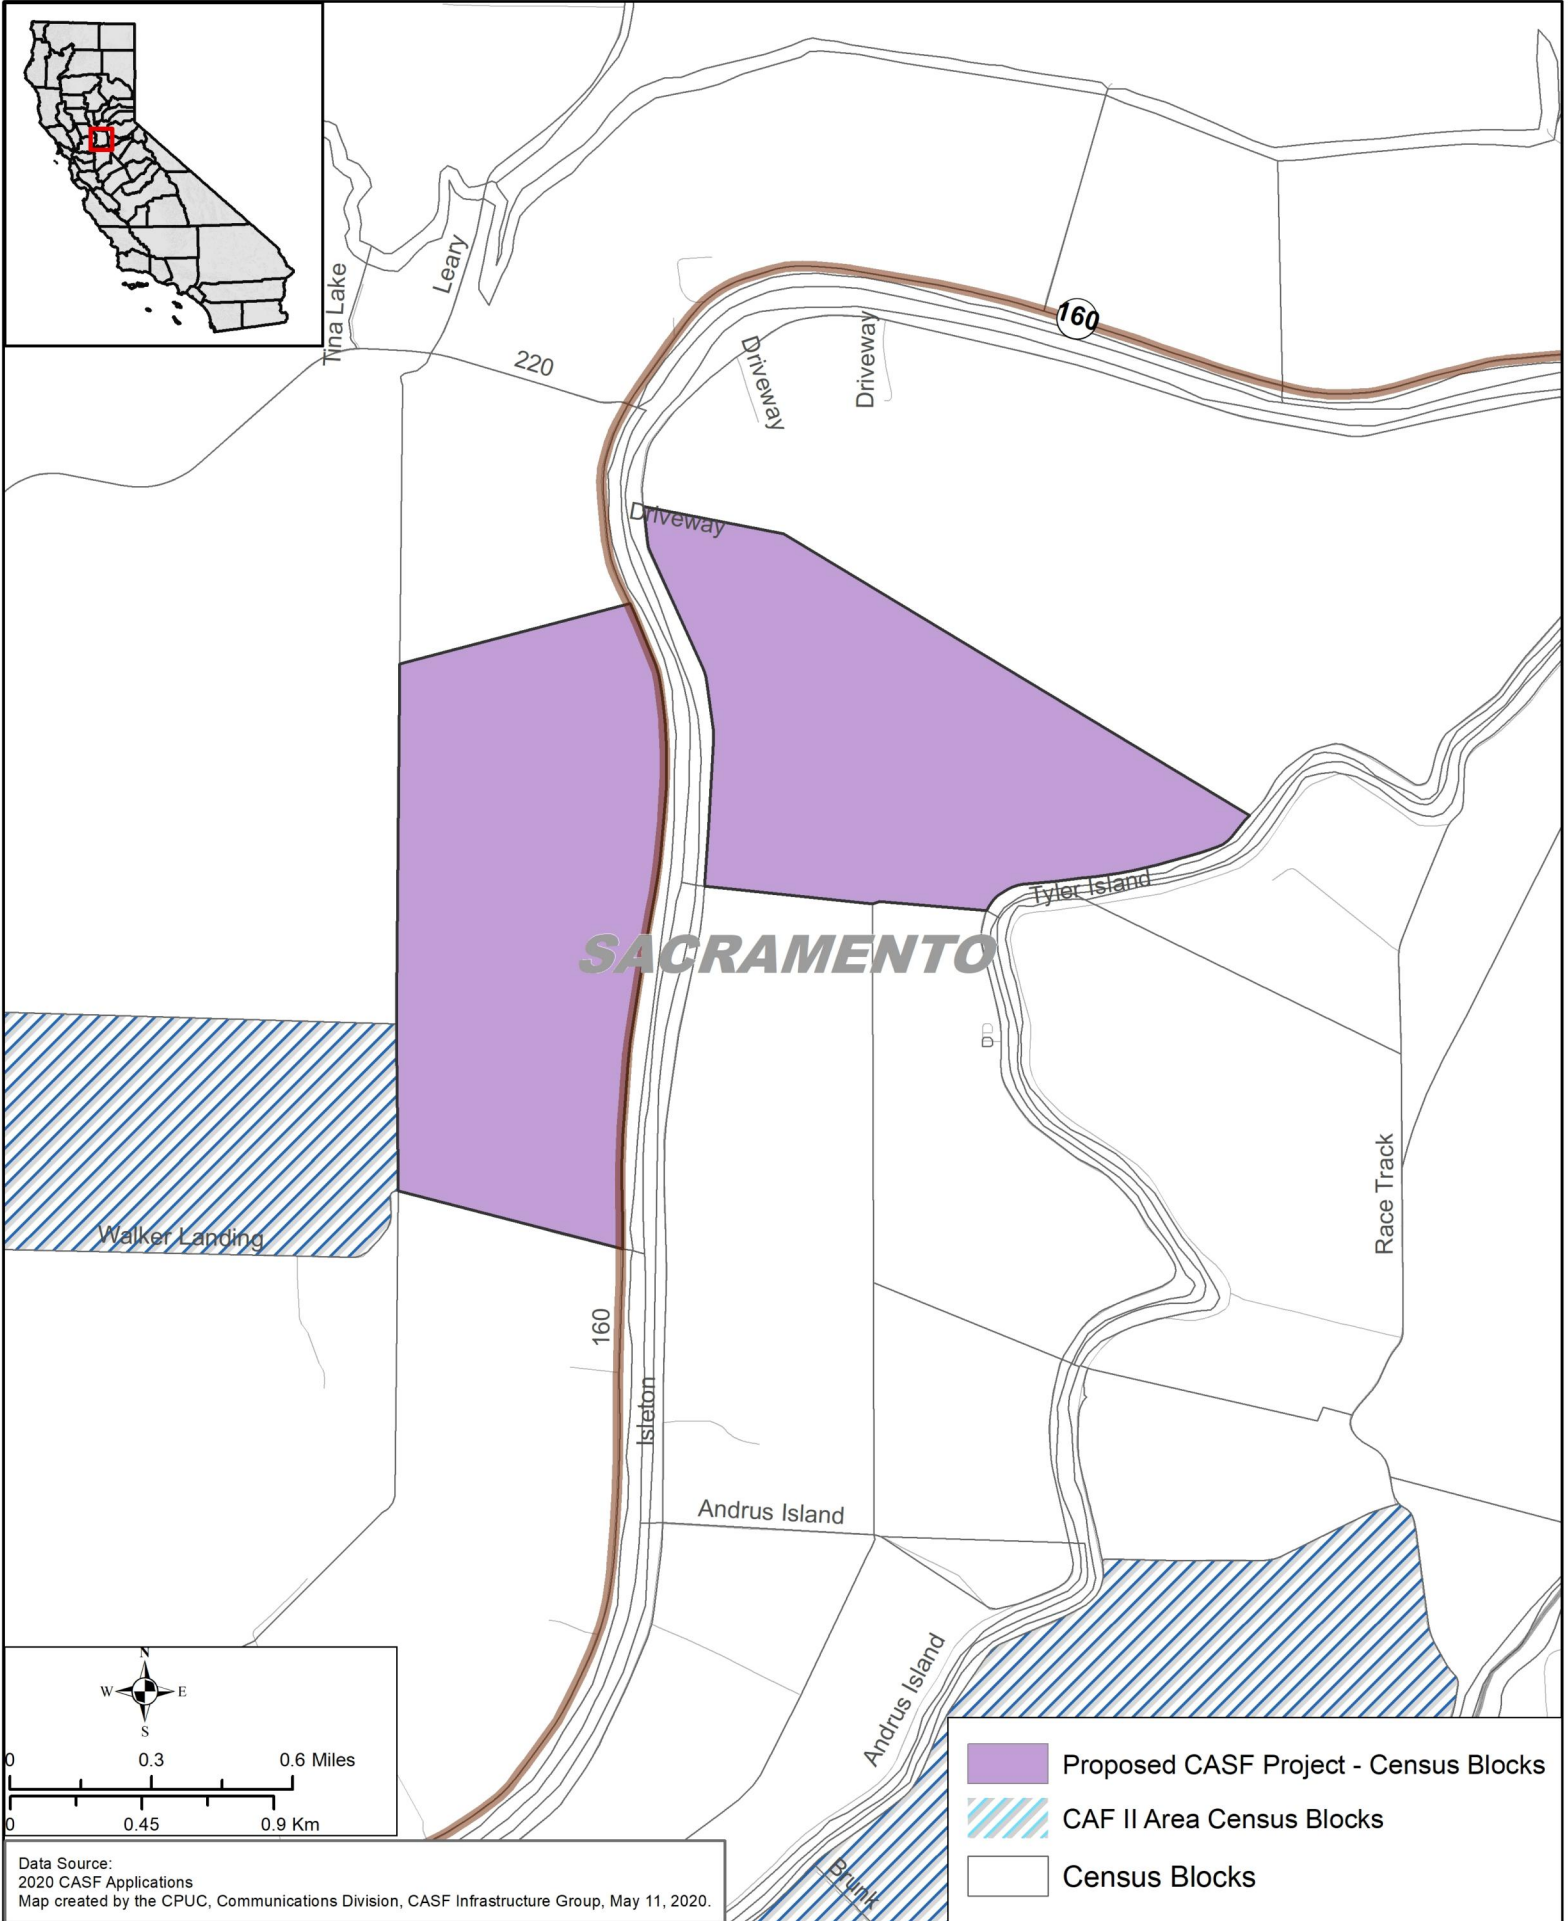 Tina Lake
Leary
220
160
Driveway
Driveway
Driveway
Tyler Island
SACRAMENTO
D
D
Walker Landing
Race Track
160
Isleton
Andrus Island
Andrus Island
Brunk
N
W E
S
0 0.3 0.6 Miles
0 0.45 0.9 Km
Proposed CASF Project - Census Blocks
CAF II Area Census Blocks
Census Blocks
Data Source:
2020 CASF Applications
Map created by the CPUC, Communications Division, CASF Infrastructure Group, May 11, 2020.